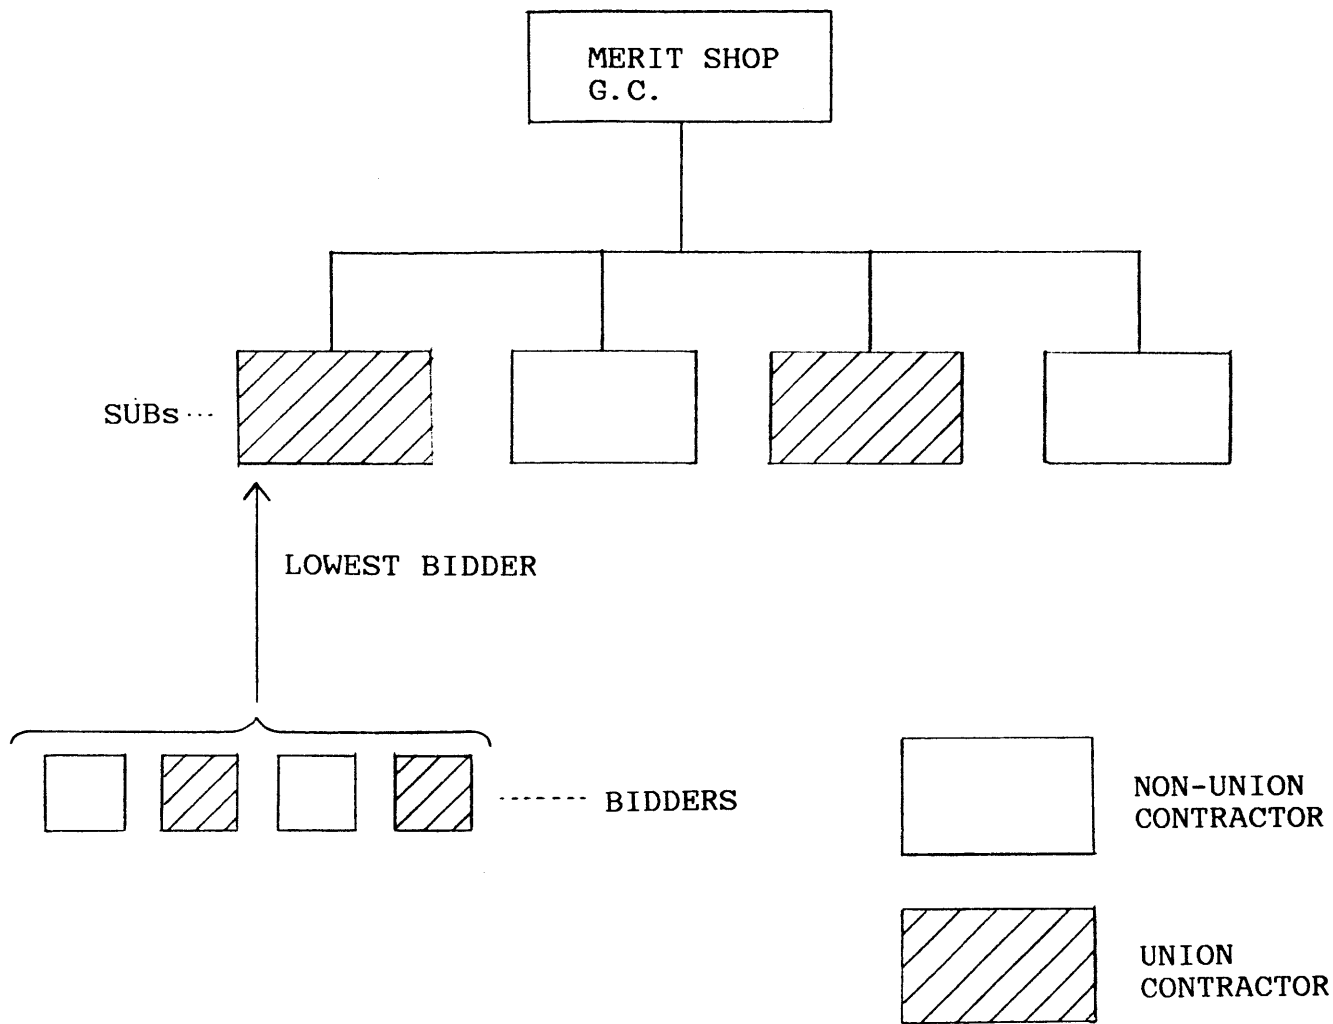 MERIT SHOP
G.C.
SUBs ...
LOWEST BIDDER
BIDDERS
NON-UNION
CONTRACTOR
UNION
CONTRACTOR